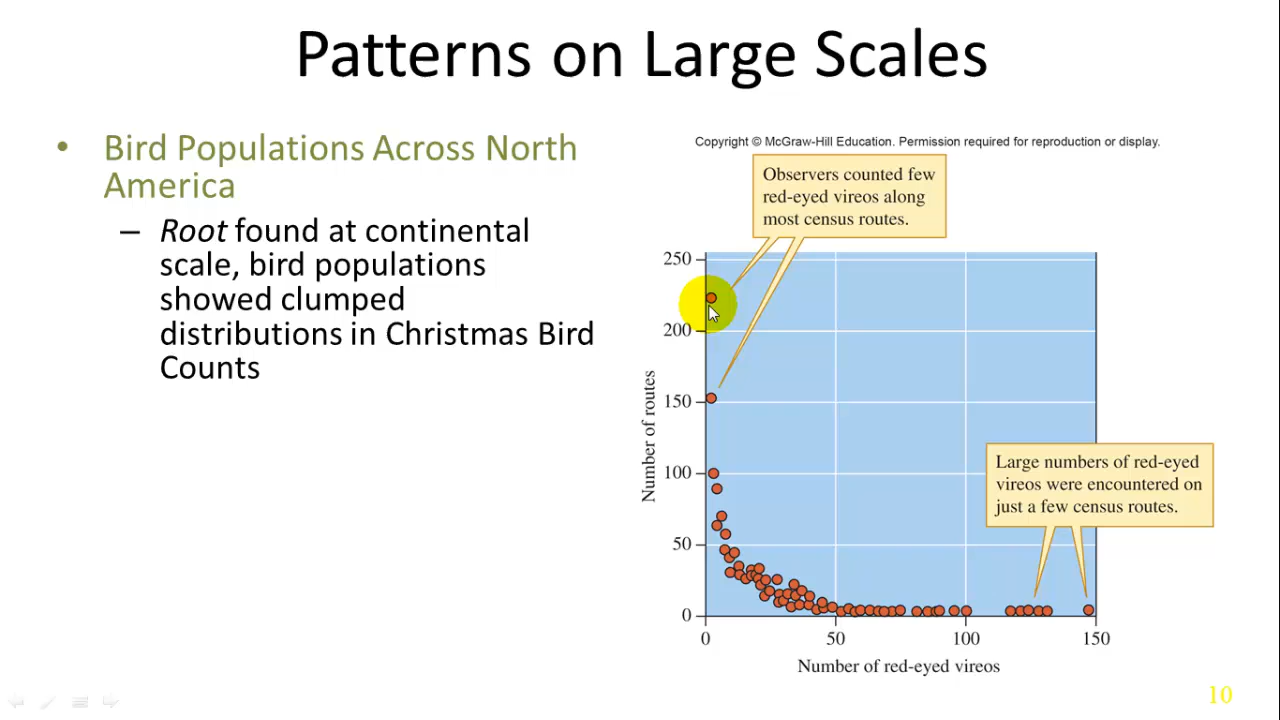 Patterns on Large Scales
• Bird Populations Across North
America
– Root found at continental
scale, bird populations
showed clumped
distributions in Christmas Bird
Counts
Copyright © McGraw-Hill Education. Permission required for reproduction or display.
Observers counted few
red-eyed vireos along
most census routes.
250
200
150
100
50
0
Number of routes
Large numbers of red-eyed
vireos were encountered on
just a few census routes.
0 50 100 150
Number of red-eyed vireos
10